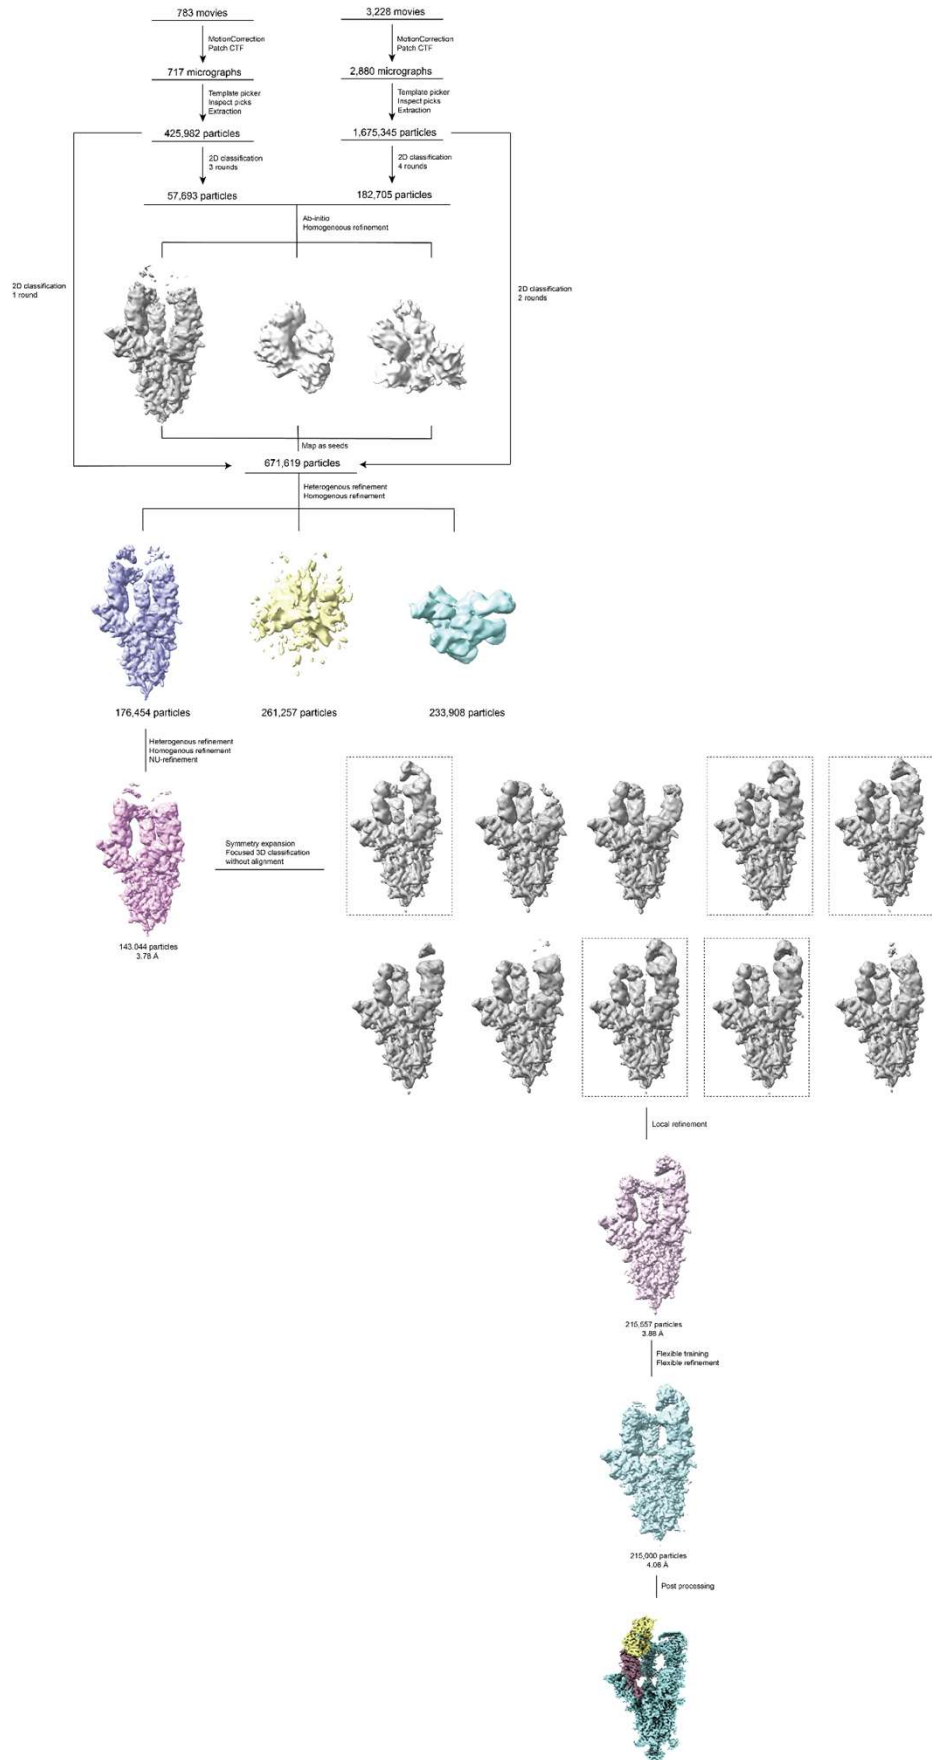 783 movies
3,228 movies
MotionCorrection
Patch CTF
MotionCorrection
Patch CTF
717 micrographs
2,880 micrographs
Template picker
Inspect picks
Extraction
Template picker
Inspect picks
Extraction
425,982 particles
1,675,345 particles
2D classification
3 rounds
2D classification
4 rounds
57,693 particles
182,705 particles
Ab-initio
Homogeneous refinement
2D classification
1 round
2D classification
2 rounds
Map as seeds
671,619 particles
Heterogenous refinement
Homogenous refinement
176,454 particles
261,257 particles
233,908 particles
Heterogenous refinement
Homogenous refinement
NU-refinement
Symmetry expansion
Focused 3D classification
without alignment
143.044 particles
3.78 Å
Local refinement
215,557 particles
3.88 Å
Flexible training
Flexible refinement
215,000 particles
4.08 Å
Post processing